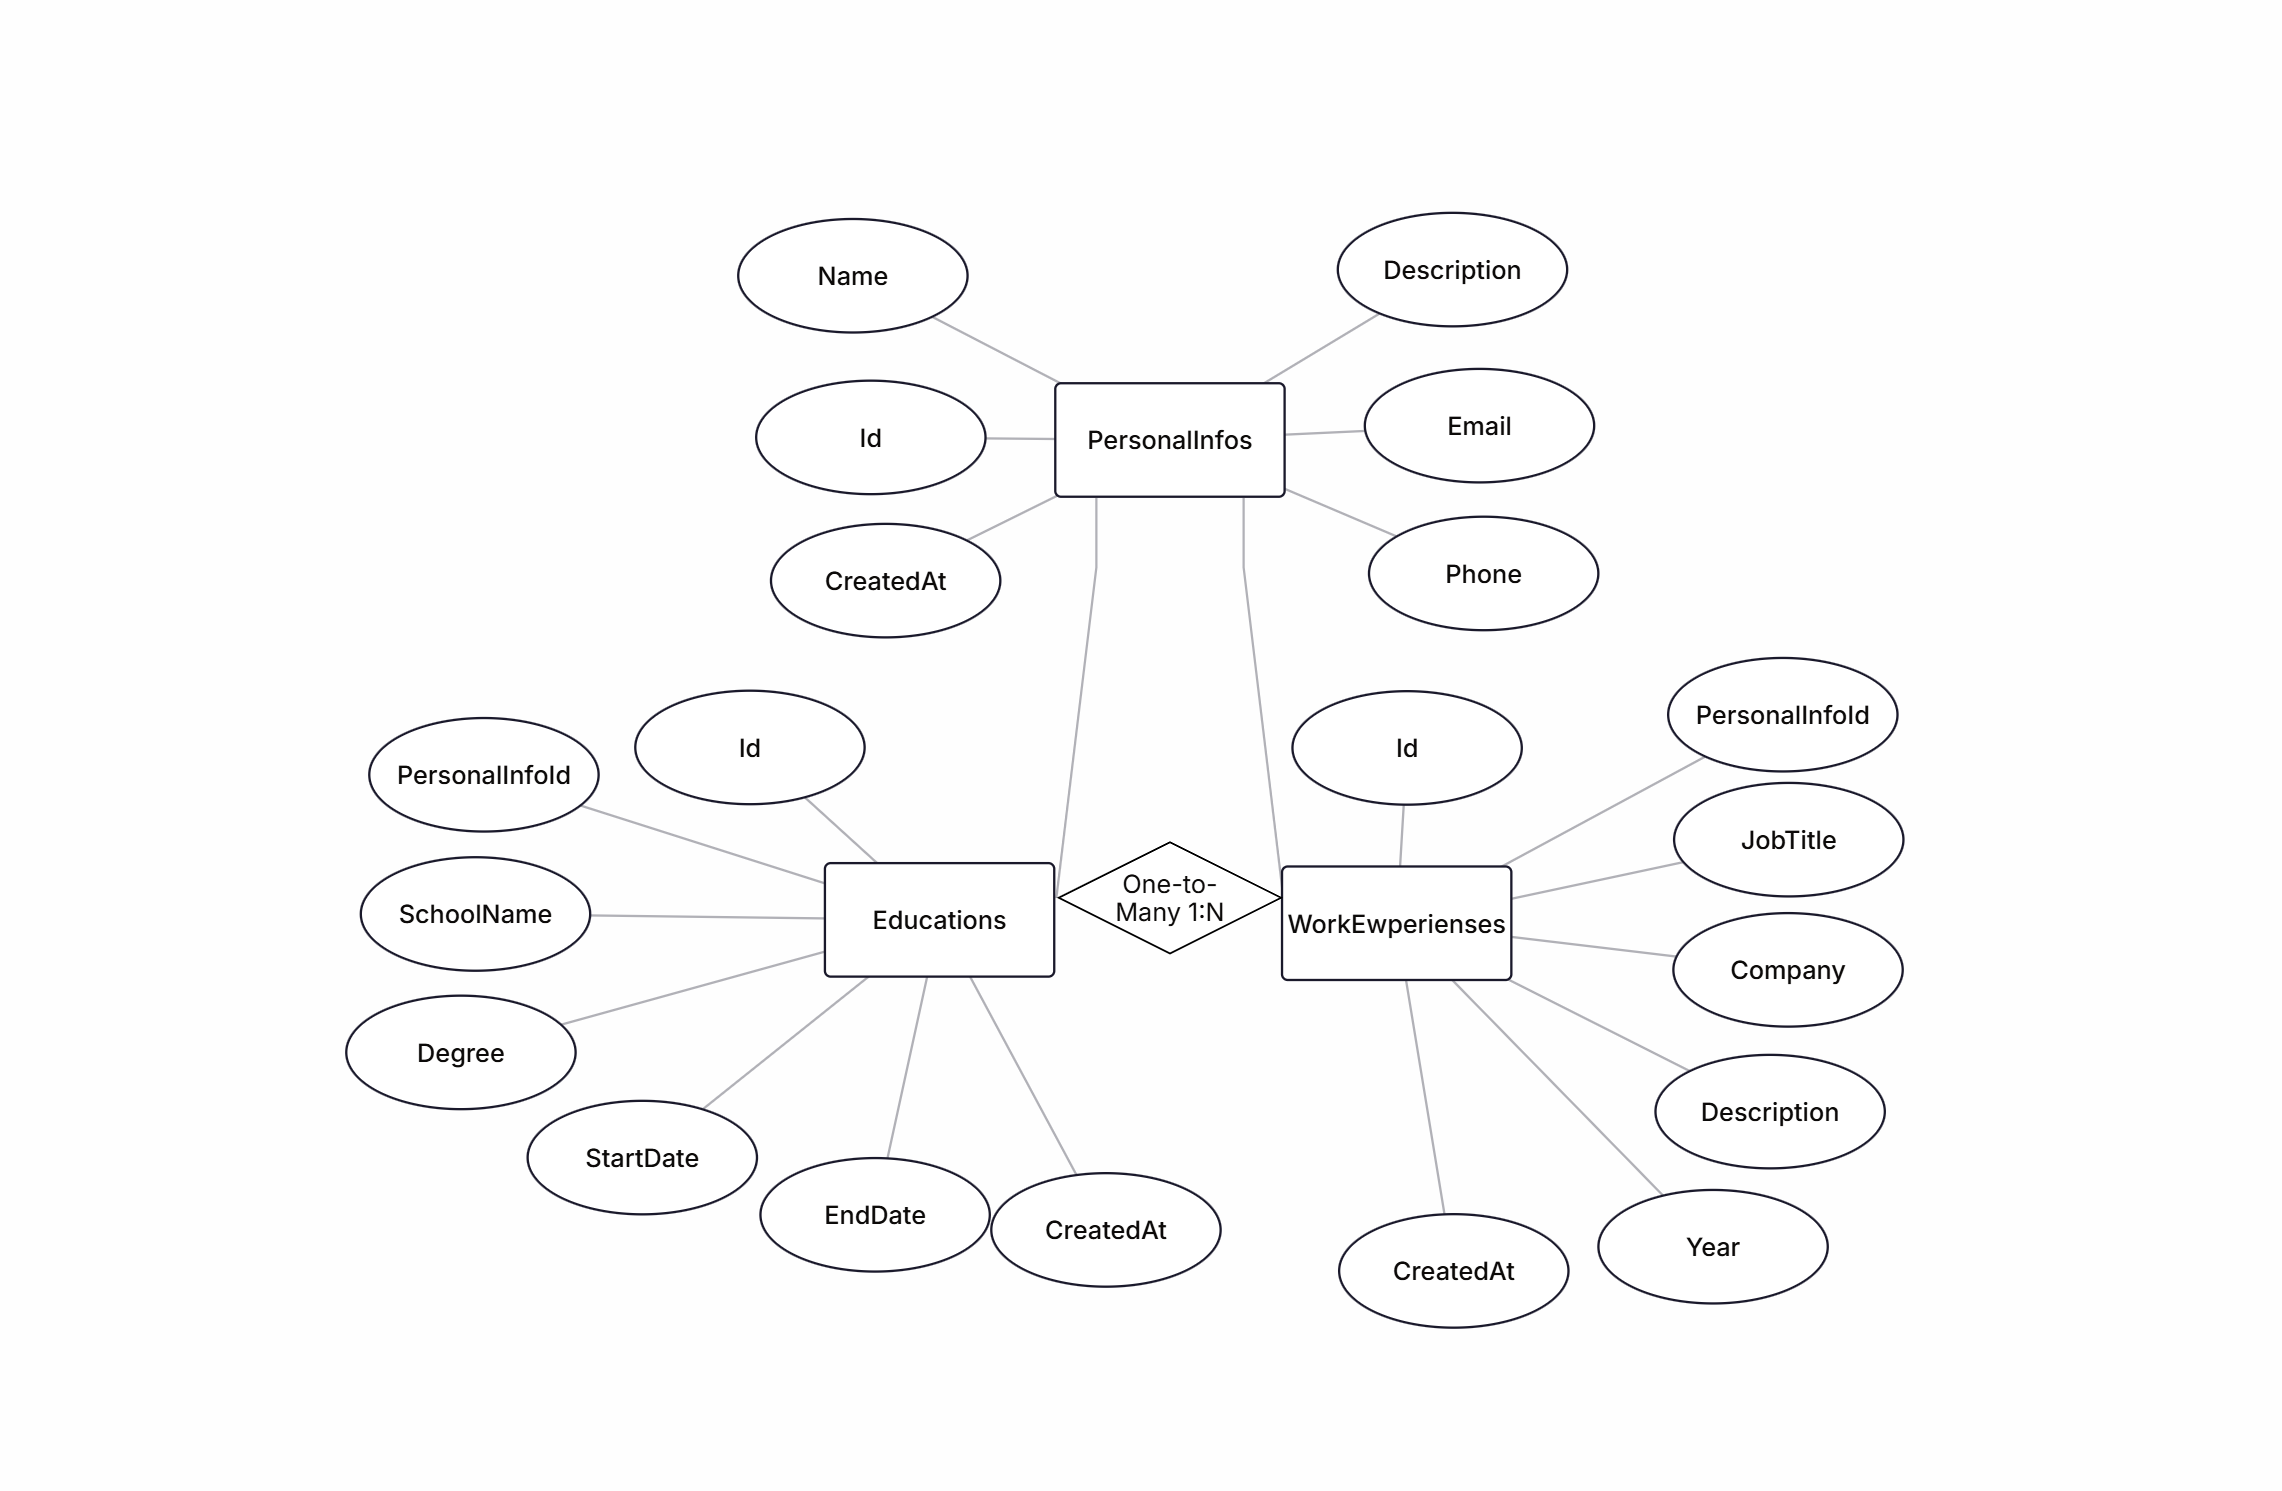 Name
Description
Id
PersonalInfos
Email
CreatedAt
Phone
PersonalInfoId
Id
Id
PersonalInfoId
JobTitle
SchoolName
Educations
One-to-
Many 1:N
WorkEwperienses
Company
Degree
Description
StartDate
EndDate
CreatedAt
CreatedAt
Year